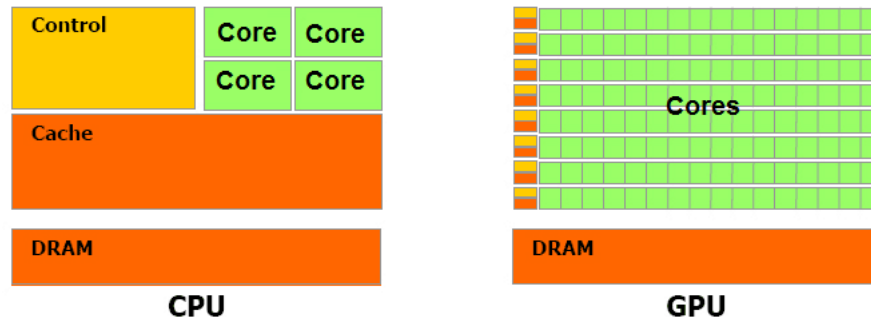 Control
Core Core
Core Core
Cache
DRAM
CPU
Cores
DRAM
GPU